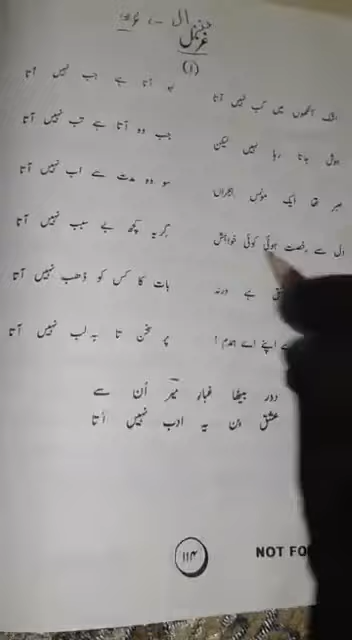 غزل
(۱)
اشک آنکھوں میں کب نہیں آتا
لہو آتا ہے جب نہیں آتا
ہوش جاتا رہا نہیں لیکن
جب وہ آتا ہے تب نہیں آتا
صبر تھا ایک مونسِ ہجراں
سو وہ مدت سے اب نہیں آتا
دل سے رخصت ہوئی کوئی خواہش
گریہ کچھ بے سبب نہیں آتا
ہے ورنہ
بات کا کس کو ڈھب نہیں آتا
اپنے اے ہمدم!
پر سخن تا بہ لب نہیں آتا
دور بیٹھا غبارِ میر اُن سے
عشق بن یہ ادب نہیں آتا
۱۱۴
NOT FO